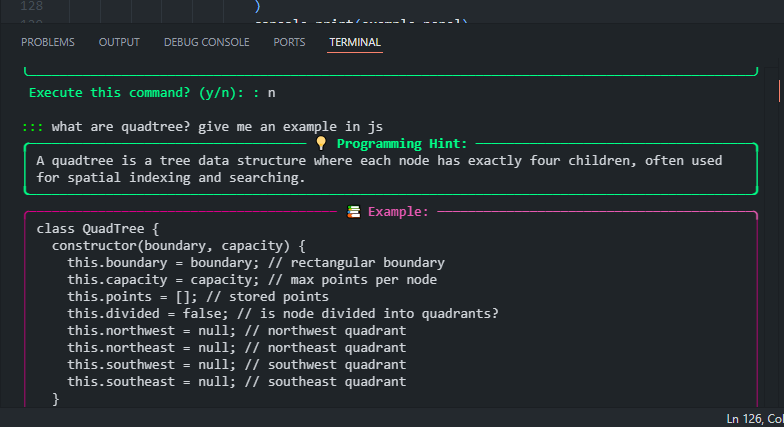 128
)
PROBLEMS OUTPUT DEBUG CONSOLE PORTS TERMINAL
Execute this command? (y/n): : n
::: what are quadtree? give me an example in js
Programming Hint:
A quadtree is a tree data structure where each node has exactly four children, often used
for spatial indexing and searching.
Example:
class QuadTree {
constructor(boundary, capacity) {
this.boundary = boundary; // rectangular boundary
this.capacity = capacity; // max points per node
this.points = []; // stored points
this.divided = false; // is node divided into quadrants?
this.northwest = null; // northwest quadrant
this.northeast = null; // northeast quadrant
this.southwest = null; // southwest quadrant
this.southeast = null; // southeast quadrant
}
Ln 126, Col